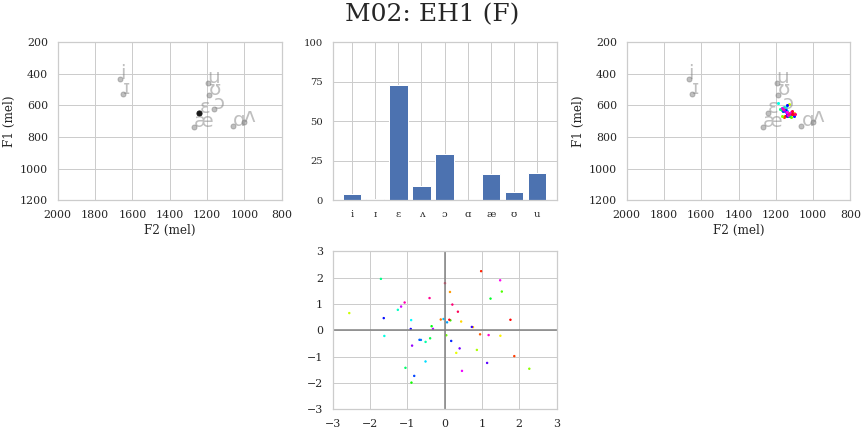 M02: EH1 (F)
200
400
600
800
1000
1200
F1 (mel)
2000 1800 1600 1400 1200 1000 800
F2 (mel)
i
ɪ
u
ʊ
ɔ
ɛ
æ
ɑ
ʌ
100
75
50
25
0
i ɪ ɛ ʌ ɔ ɑ æ ʊ u
200
400
600
800
1000
1200
F1 (mel)
2000 1800 1600 1400 1200 1000 800
F2 (mel)
i
ɪ
u
ʊ
ɔ
ɛ
æ
ɑ
ʌ
3
2
1
0
−1
−2
−3
−3 −2 −1 0 1 2 3